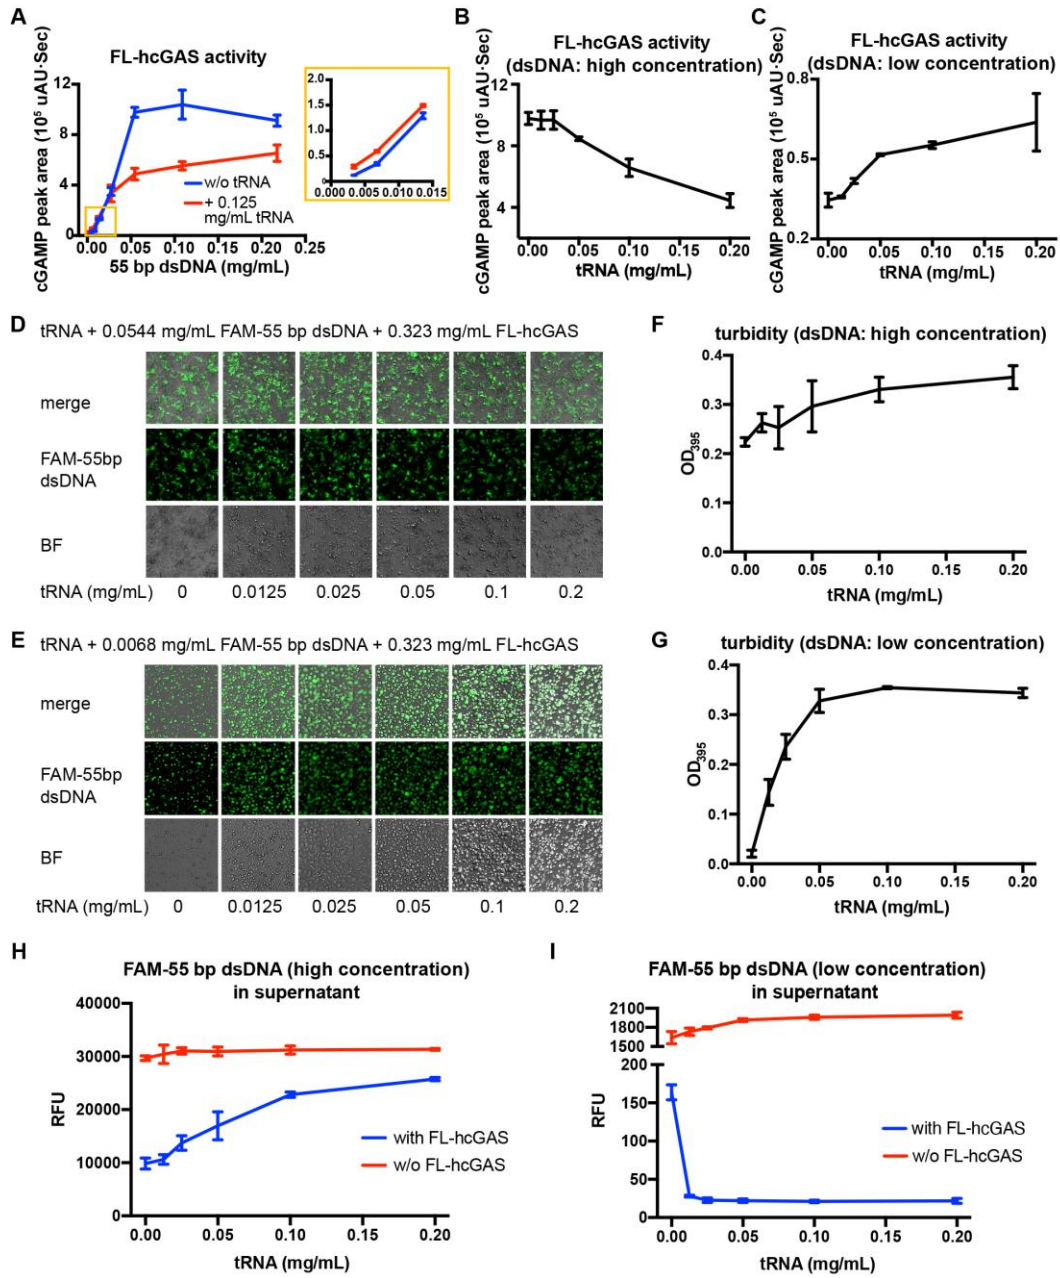 A
FL-hcGAS activity
cGAMP peak area (10⁵ uAU·Sec)
12
8
4
0
0.00
0.05
0.10
0.15
0.20
0.25
55 bp dsDNA (mg/mL)
w/o tRNA
+ 0.125
mg/mL tRNA
2.0
1.5
1.0
0.5
0.000
0.005
0.010
0.015
B
FL-hcGAS activity
(dsDNA: high concentration)
cGAMP peak area (10⁵ uAU·Sec)
12
8
4
0.00
0.05
0.10
0.15
0.20
tRNA (mg/mL)
C
FL-hcGAS activity
(dsDNA: low concentration)
cGAMP peak area (10⁵ uAU·Sec)
0.8
0.5
0.2
0.00
0.05
0.10
0.15
0.20
tRNA (mg/mL)
D
tRNA + 0.0544 mg/mL FAM-55 bp dsDNA + 0.323 mg/mL FL-hcGAS
merge
FAM-55bp
dsDNA
BF
tRNA (mg/mL) 0 0.0125 0.025 0.05 0.1 0.2
F
turbidity (dsDNA: high concentration)
OD₃₉₅
0.4
0.3
0.2
0.1
0.0
0.00
0.05
0.10
0.15
0.20
tRNA (mg/mL)
E
tRNA + 0.0068 mg/mL FAM-55 bp dsDNA + 0.323 mg/mL FL-hcGAS
merge
FAM-55bp
dsDNA
BF
tRNA (mg/mL) 0 0.0125 0.025 0.05 0.1 0.2
G
turbidity (dsDNA: low concentration)
OD₃₉₅
0.4
0.3
0.2
0.1
0.0
0.00
0.05
0.10
0.15
0.20
tRNA (mg/mL)
H
FAM-55 bp dsDNA (high concentration)
in supernatant
RFU
40000
30000
20000
10000
0
0.00
0.05
0.10
0.15
0.20
tRNA (mg/mL)
with FL-hcGAS
w/o FL-hcGAS
I
FAM-55 bp dsDNA (low concentration)
in supernatant
RFU
2100
1800
1500
200
150
100
50
0
0.00
0.05
0.10
0.15
0.20
tRNA (mg/mL)
with FL-hcGAS
w/o FL-hcGAS